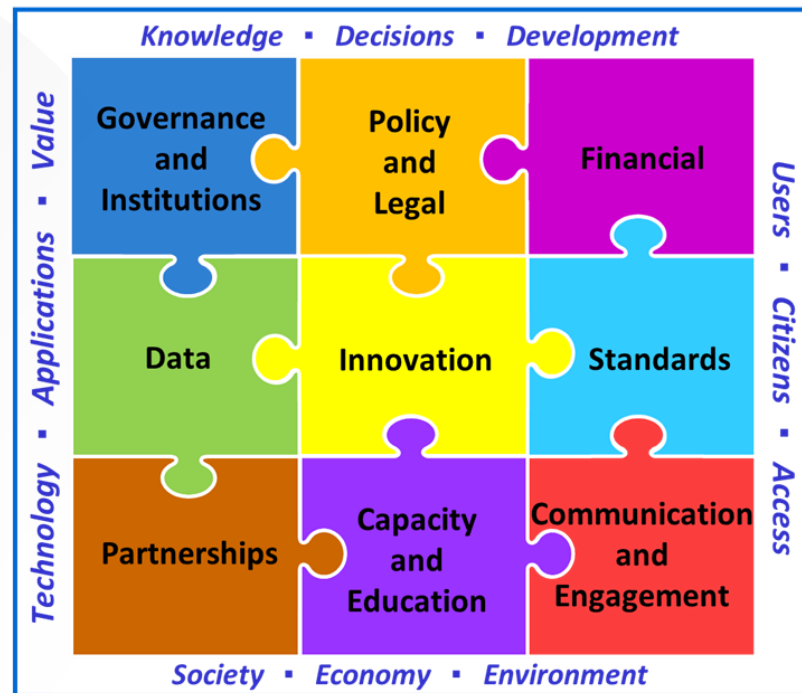 Knowledge ▪ Decisions ▪ Development
Technology ▪ Applications ▪ Value
Governance
and
Institutions
Policy
and
Legal
Financial
Data
Innovation
Standards
Partnerships
Capacity
and
Education
Communication
and
Engagement
Users ▪ Citizens ▪ Access
Society ▪ Economy ▪ Environment